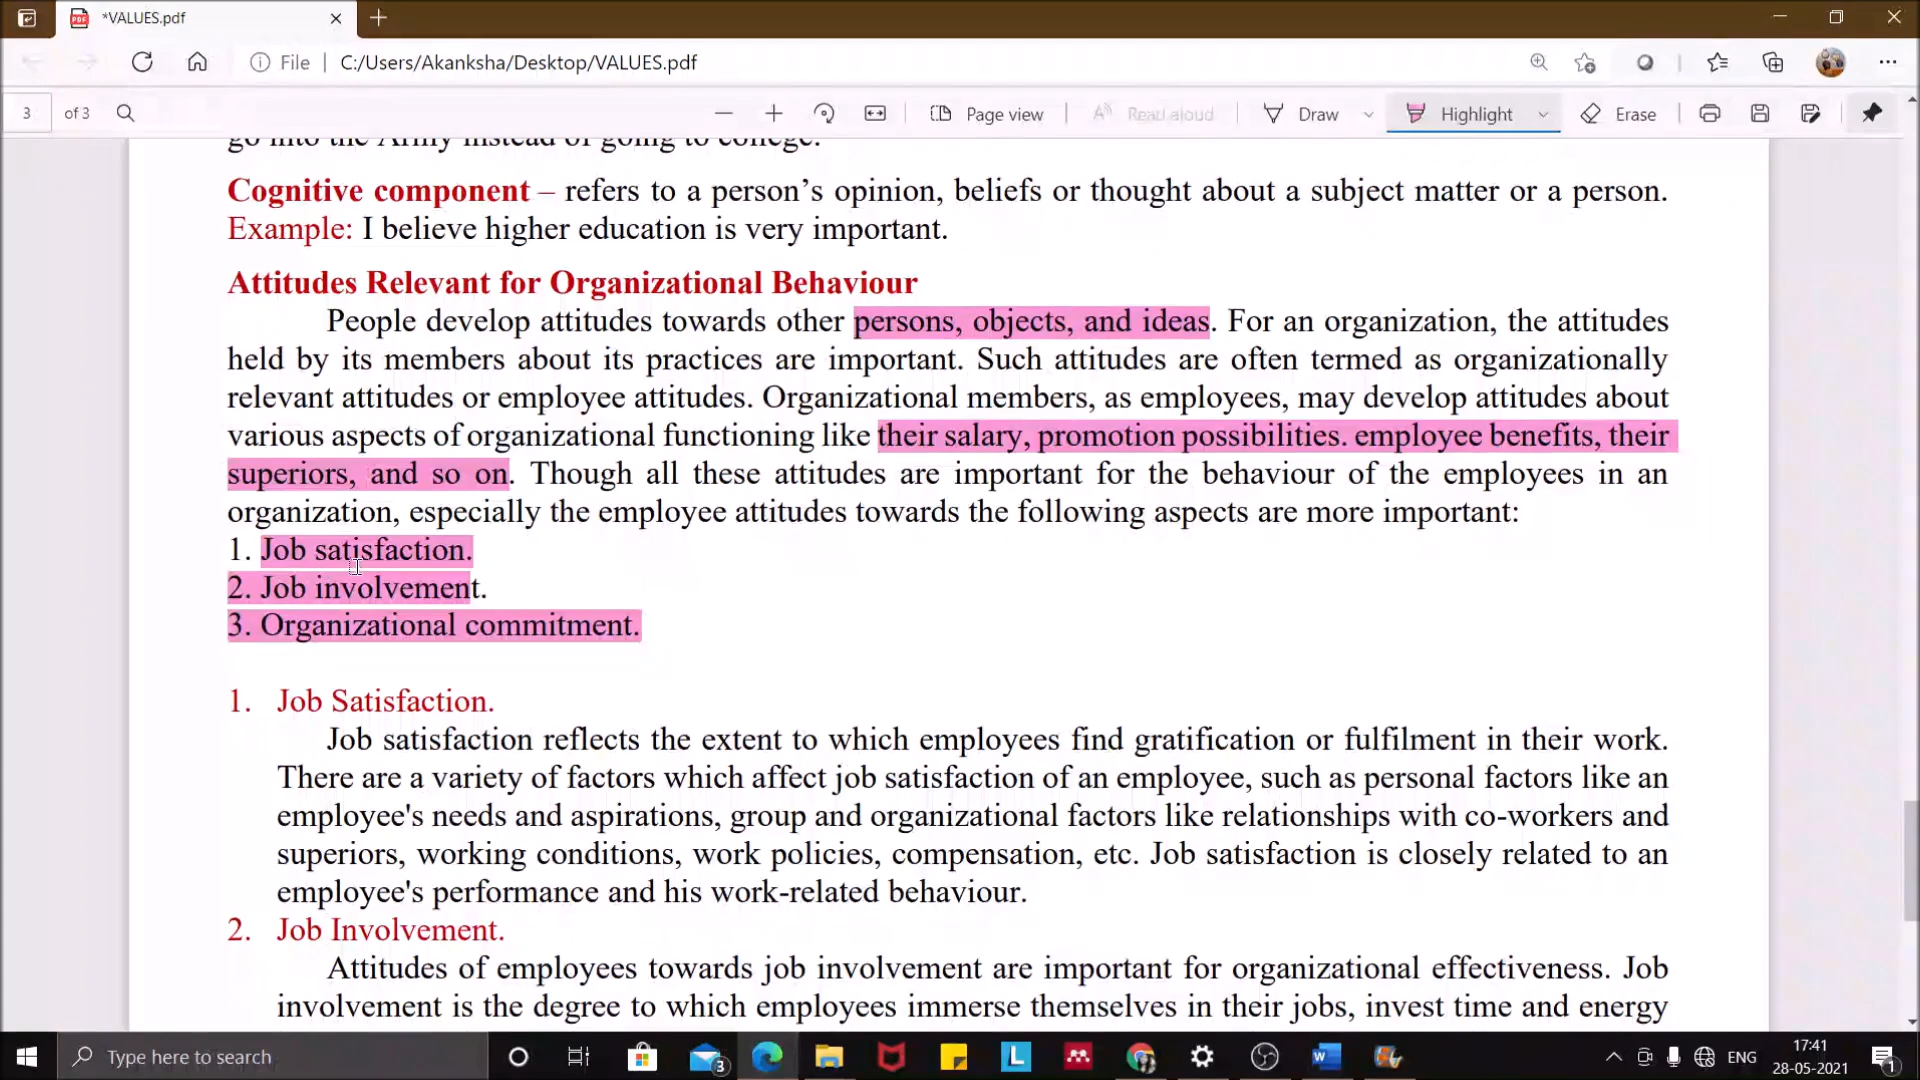 *VALUES.pdf
File | C:/Users/Akanksha/Desktop/VALUES.pdf
3 of 3 Page view Read aloud Draw Highlight Erase
go into the Army instead of going to college.
Cognitive component – refers to a person’s opinion, beliefs or thought about a subject matter or a person.
Example: I believe higher education is very important.
Attitudes Relevant for Organizational Behaviour
People develop attitudes towards other persons, objects, and ideas. For an organization, the attitudes
held by its members about its practices are important. Such attitudes are often termed as organizationally
relevant attitudes or employee attitudes. Organizational members, as employees, may develop attitudes about
various aspects of organizational functioning like their salary, promotion possibilities. employee benefits, their
superiors, and so on. Though all these attitudes are important for the behaviour of the employees in an
organization, especially the employee attitudes towards the following aspects are more important:
1. Job satisfaction.
2. Job involvement.
3. Organizational commitment.
1. Job Satisfaction.
Job satisfaction reflects the extent to which employees find gratification or fulfilment in their work.
There are a variety of factors which affect job satisfaction of an employee, such as personal factors like an
employee's needs and aspirations, group and organizational factors like relationships with co-workers and
superiors, working conditions, work policies, compensation, etc. Job satisfaction is closely related to an
employee's performance and his work-related behaviour.
2. Job Involvement.
Attitudes of employees towards job involvement are important for organizational effectiveness. Job
involvement is the degree to which employees immerse themselves in their jobs, invest time and energy
Type here to search 3 L W ENG 17:41
28-05-2021 1